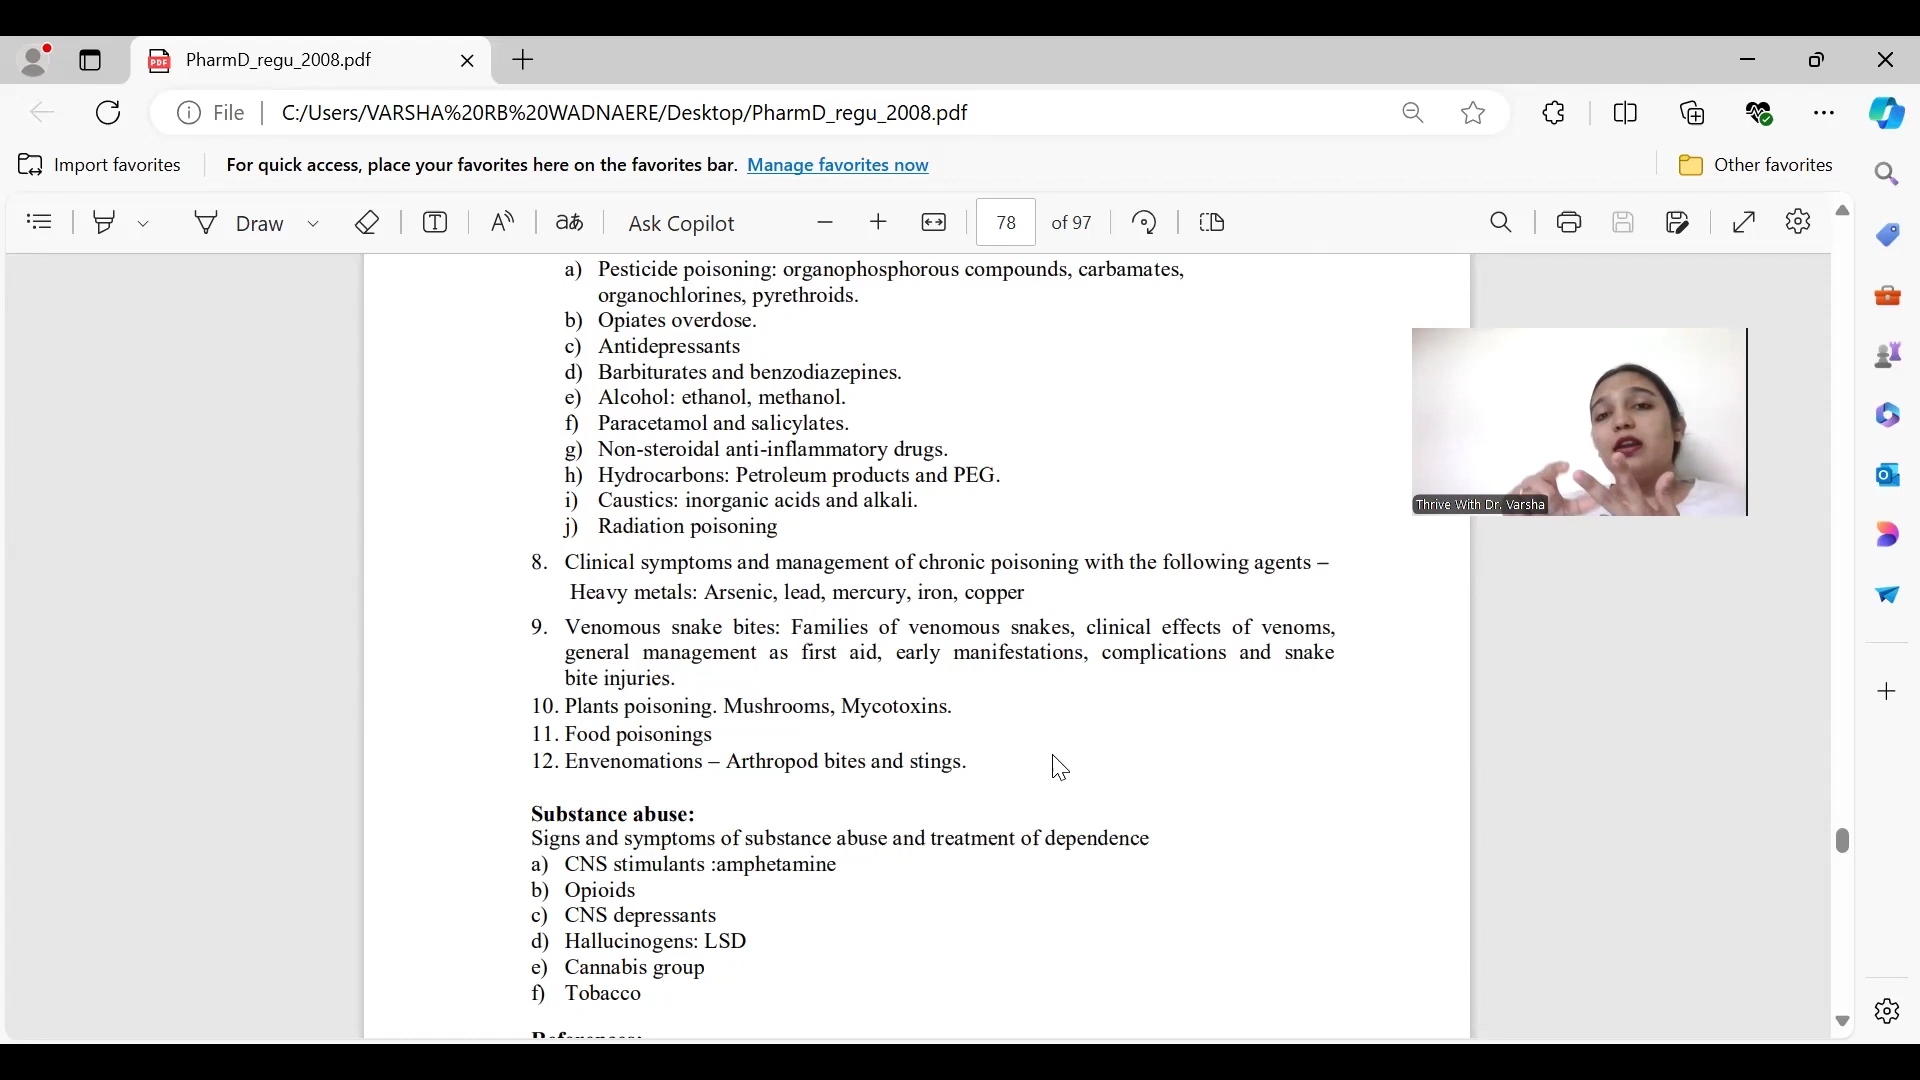 PharmD_regu_2008.pdf
File
C:/Users/VARSHA%20RB%20WADNAERE/Desktop/PharmD_regu_2008.pdf
Import favorites
For quick access, place your favorites here on the favorites bar. Manage favorites now
Other favorites
Draw
aあ
Ask Copilot
78 of 97
a) Pesticide poisoning: organophosphorous compounds, carbamates,
organochlorines, pyrethroids.
b) Opiates overdose.
c) Antidepressants
d) Barbiturates and benzodiazepines.
e) Alcohol: ethanol, methanol.
f) Paracetamol and salicylates.
g) Non-steroidal anti-inflammatory drugs.
h) Hydrocarbons: Petroleum products and PEG.
i) Caustics: inorganic acids and alkali.
j) Radiation poisoning
Thrive With Dr. Varsha
8. Clinical symptoms and management of chronic poisoning with the following agents –
Heavy metals: Arsenic, lead, mercury, iron, copper
9. Venomous snake bites: Families of venomous snakes, clinical effects of venoms,
general management as first aid, early manifestations, complications and snake
bite injuries.
10. Plants poisoning. Mushrooms, Mycotoxins.
11. Food poisonings
12. Envenomations – Arthropod bites and stings.
Substance abuse:
Signs and symptoms of substance abuse and treatment of dependence
a) CNS stimulants :amphetamine
b) Opioids
c) CNS depressants
d) Hallucinogens: LSD
e) Cannabis group
f) Tobacco